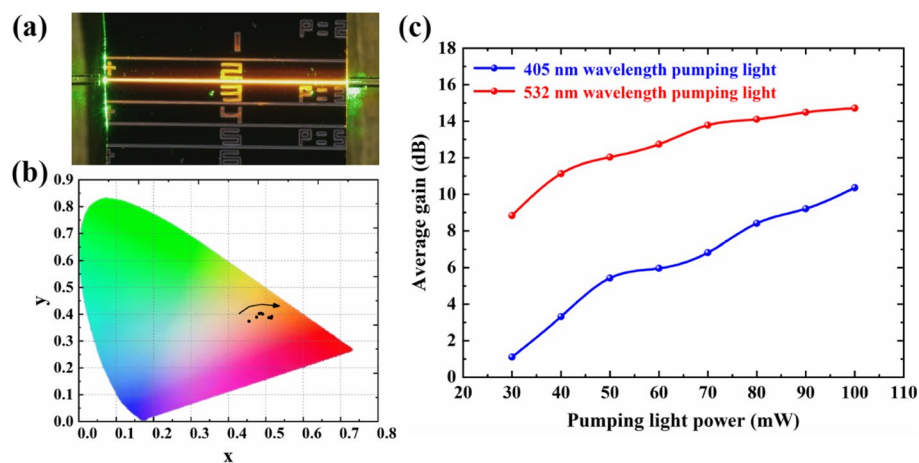 (a)
(b)
0.9
0.8
0.7
0.6
0.5
0.4
0.3
0.2
0.1
0.0
y
0.0 0.1 0.2 0.3 0.4 0.5 0.6 0.7 0.8
x
(c)
18
16
14
12
10
8
6
4
2
0
Average gain (dB)
405 nm wavelength pumping light
532 nm wavelength pumping light
20 30 40 50 60 70 80 90 100 110
Pumping light power (mW)